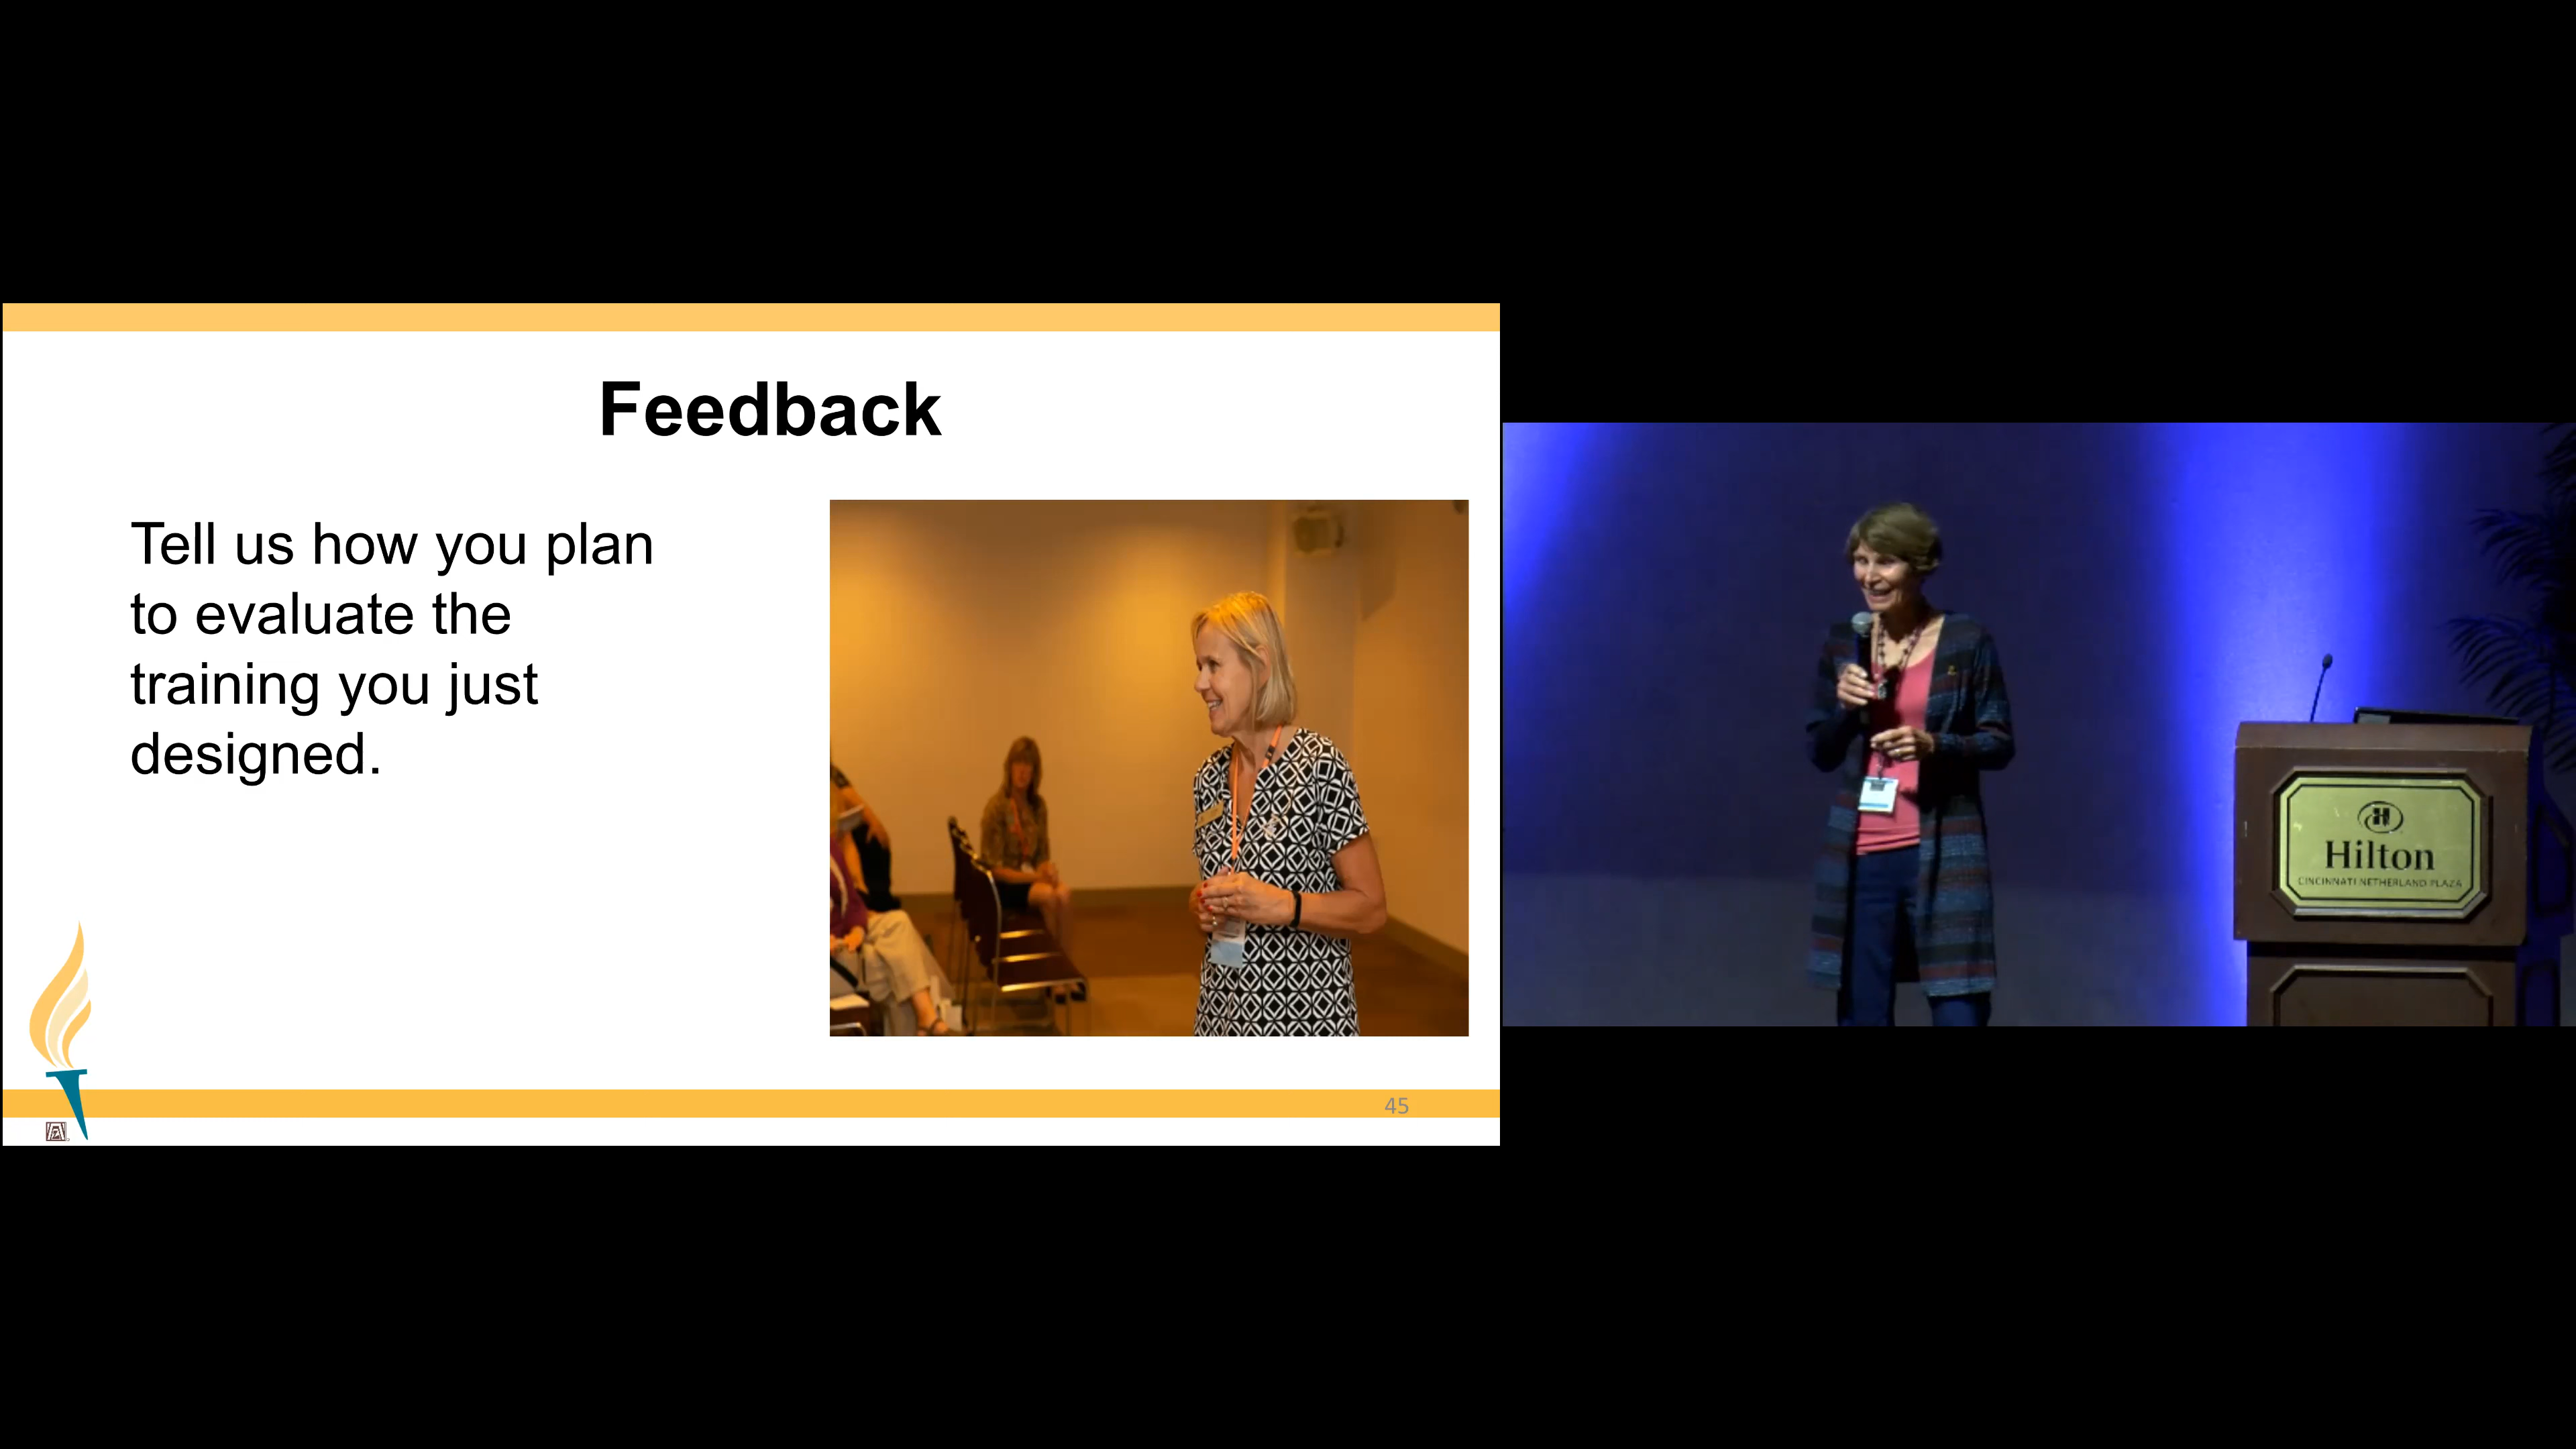 Feedback
Tell us how you plan
to evaluate the
training you just
designed.
45
Hilton
CINCINNATI NETHERLAND PLAZA